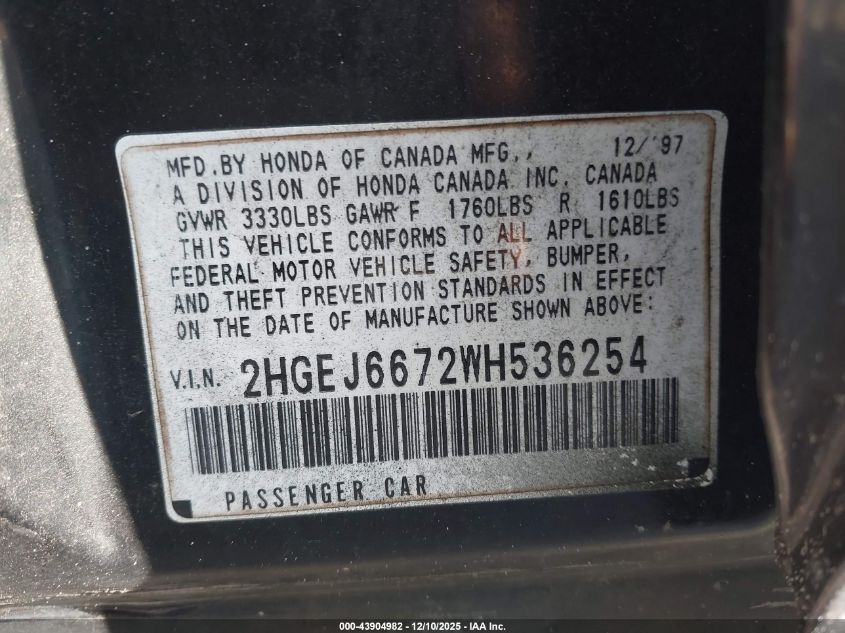 MFD.BY HONDA OF CANADA MFG., 12/'97
A DIVISION OF HONDA CANADA INC. CANADA
GVWR 3330LBS GAWR F 1760LBS R 1610LBS
THIS VEHICLE CONFORMS TO ALL APPLICABLE
FEDERAL MOTOR VEHICLE SAFETY, BUMPER,
AND THEFT PREVENTION STANDARDS IN EFFECT
ON THE DATE OF MANUFACTURE SHOWN ABOVE:
V.I.N. 2HGEJ6672WH536254
PASSENGER CAR
000-43904982 - 12/10/2025 - IAA Inc.